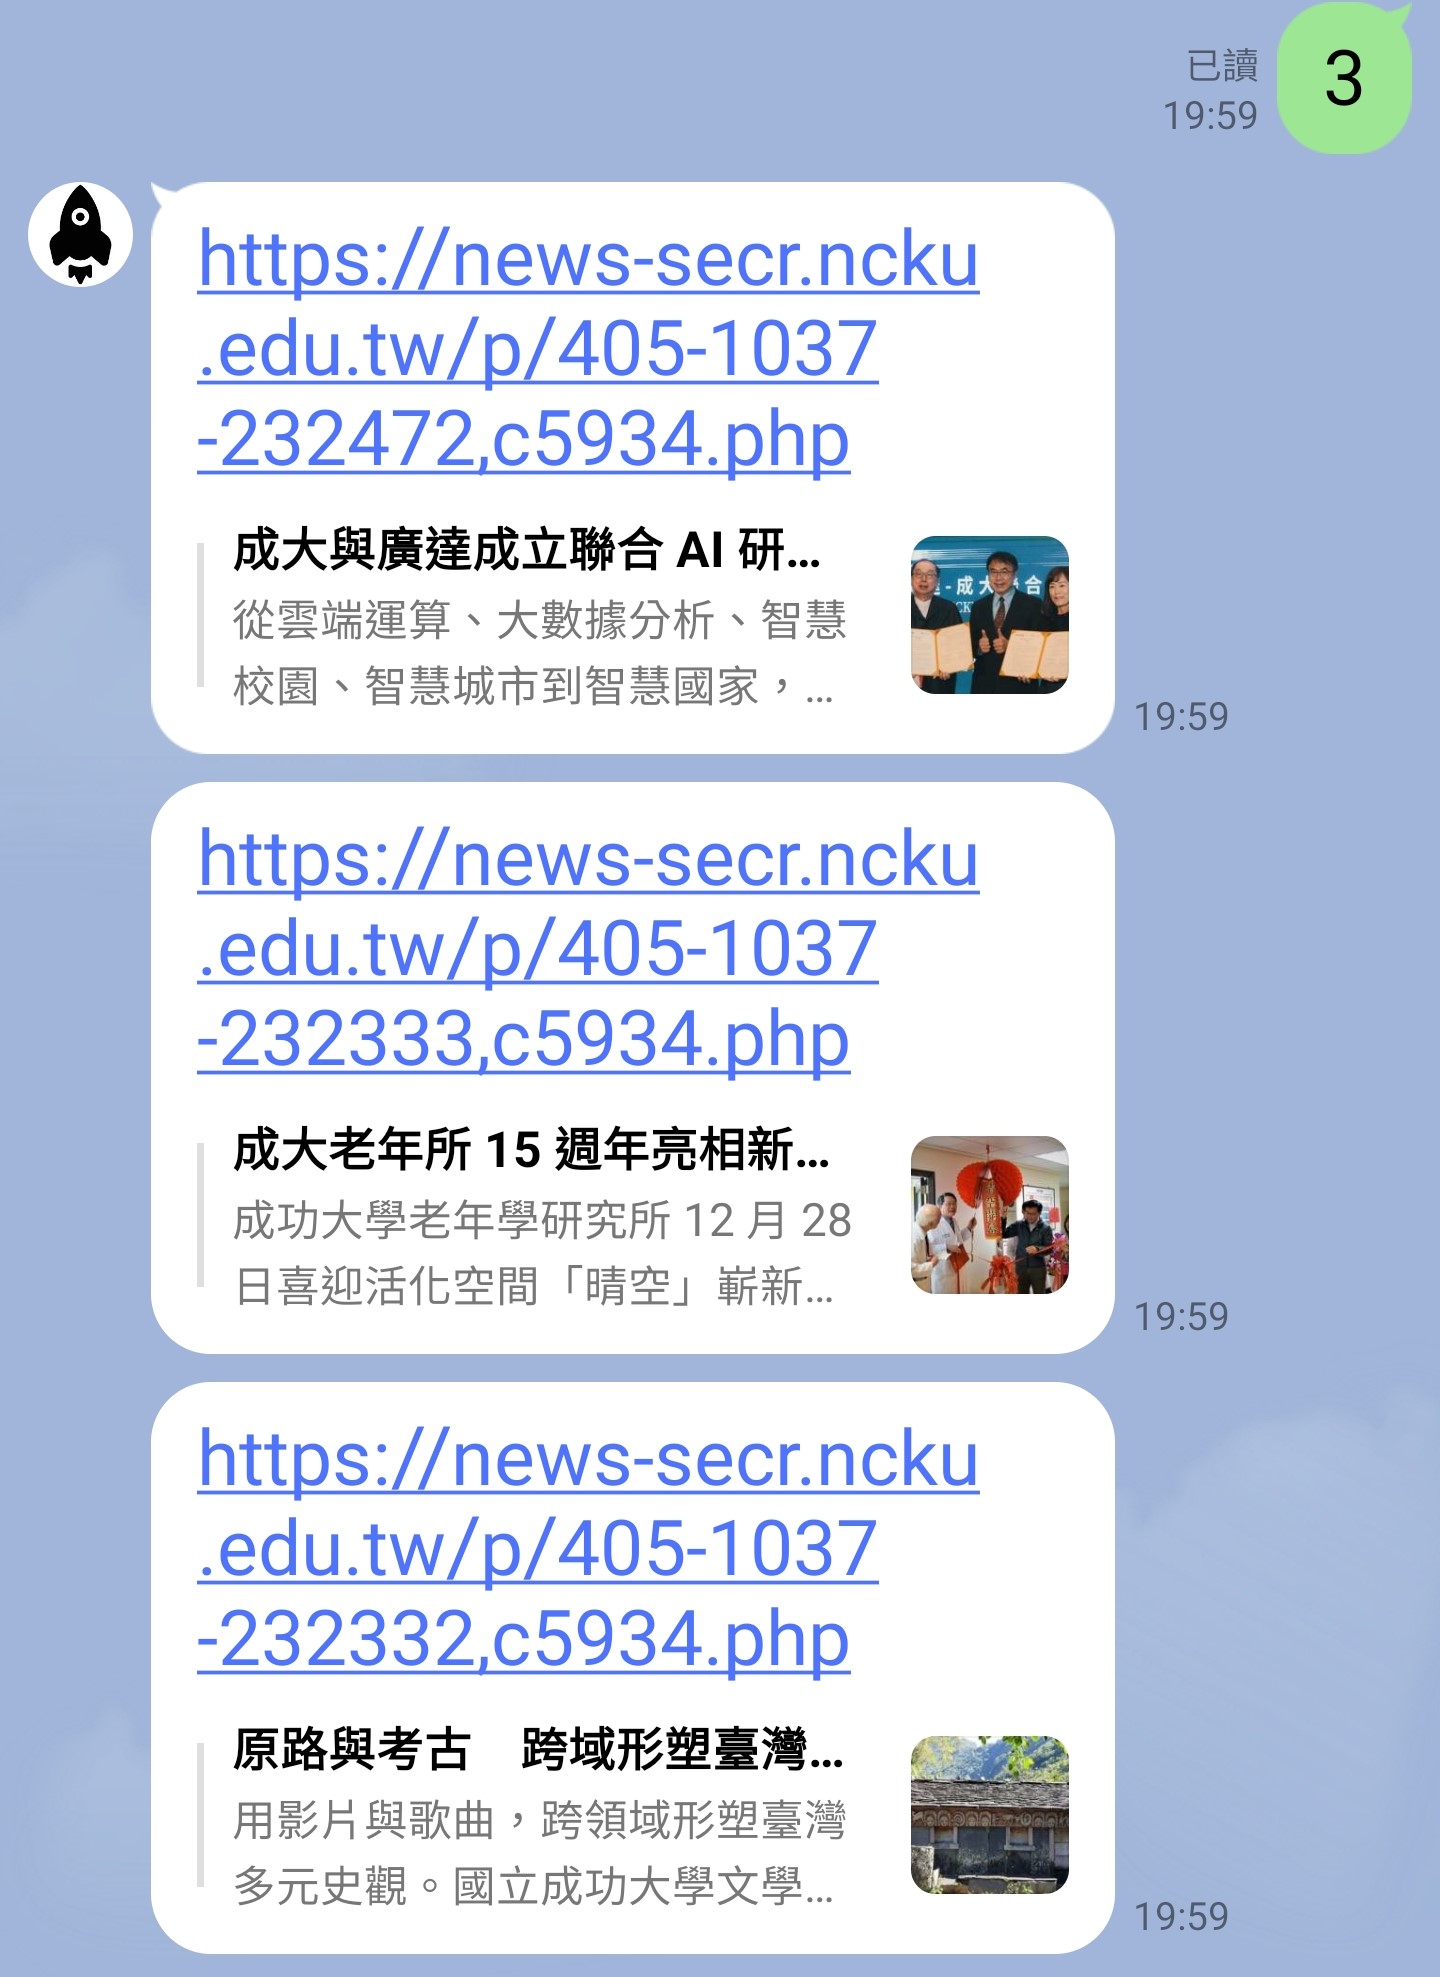 3
已讀
19:59
https://news-secr.ncku
.edu.tw/p/405-1037
-232472,c5934.php
成大與廣達成立聯合 AI 研…
從雲端運算、大數據分析、智慧
校園、智慧城市到智慧國家，…
19:59
https://news-secr.ncku
.edu.tw/p/405-1037
-232333,c5934.php
成大老年所 15 週年亮相新…
成功大學老年學研究所 12 月 28
日喜迎活化空間「晴空」嶄新…
19:59
https://news-secr.ncku
.edu.tw/p/405-1037
-232332,c5934.php
原路與考古　跨域形塑臺灣…
用影片與歌曲，跨領域形塑臺灣
多元史觀。國立成功大學文學…
19:59